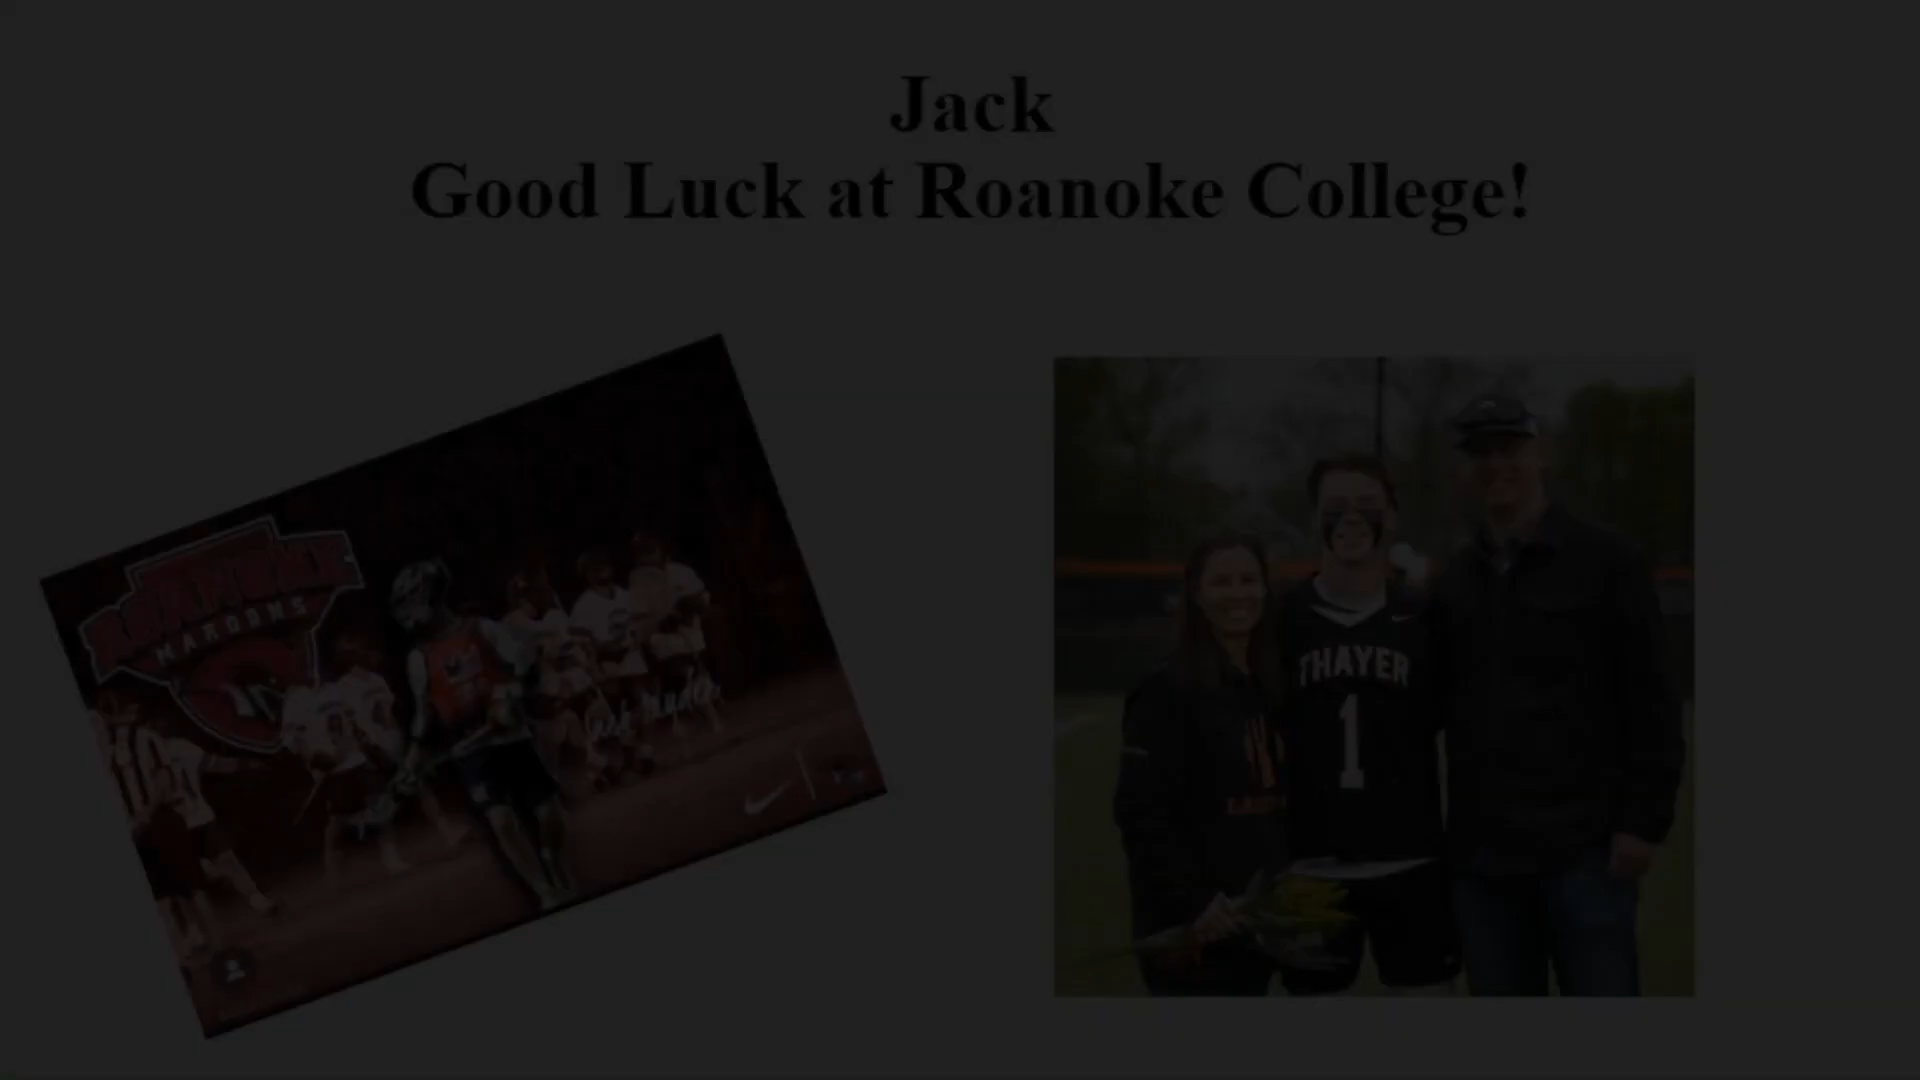 Jack
Good Luck at Roanoke College!
MAROONS
THAYER
1